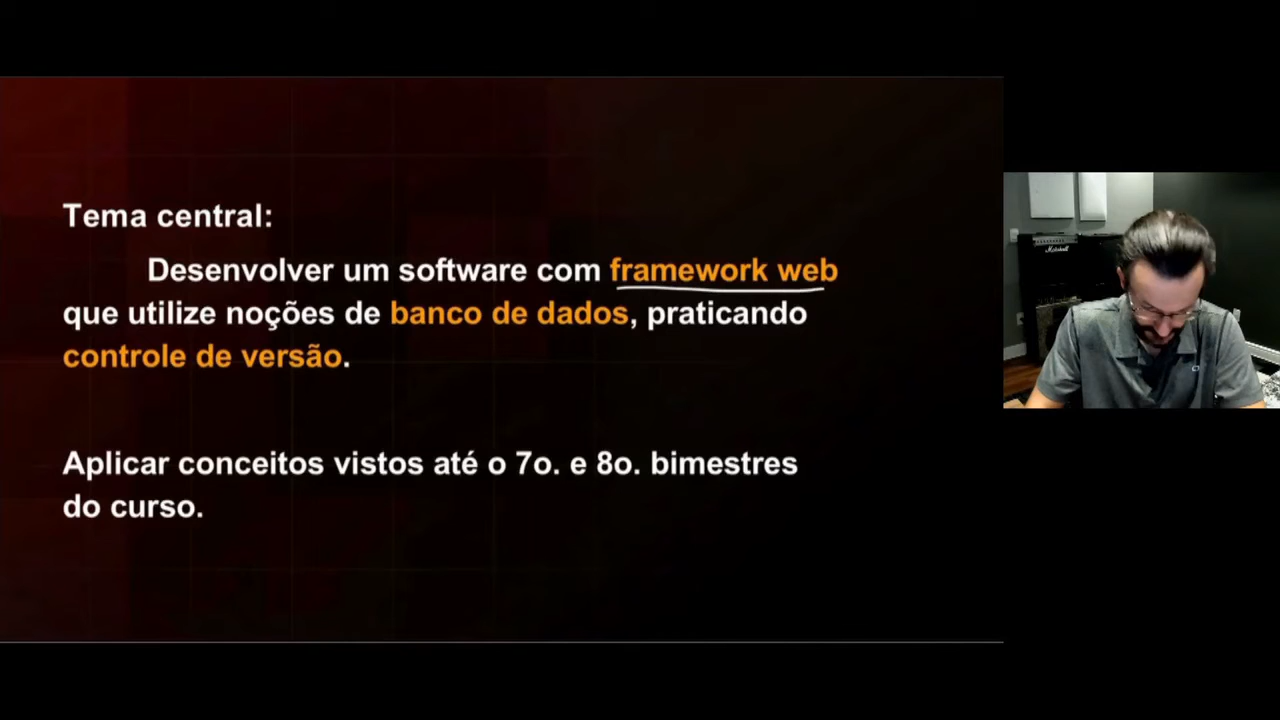 Tema central:
Desenvolver um software com framework web
que utilize noções de banco de dados, praticando
controle de versão.
Aplicar conceitos vistos até o 7o. e 8o. bimestres
do curso.
Marshall